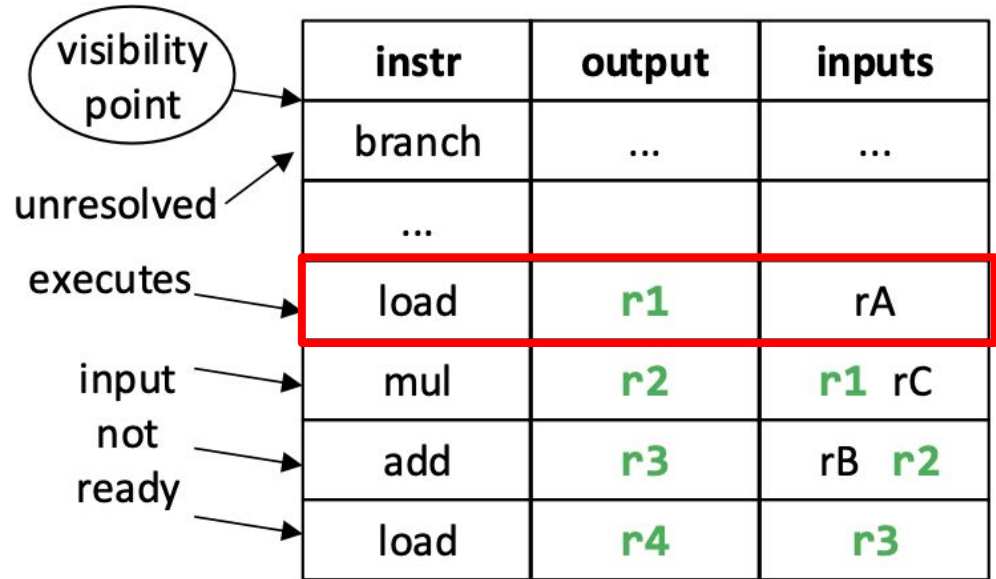 visibility
point
unresolved
executes
input
not
ready
instr output inputs
branch ... ...
...
load r1 rA
mul r2 r1 rC
add r3 rB r2
load r4 r3